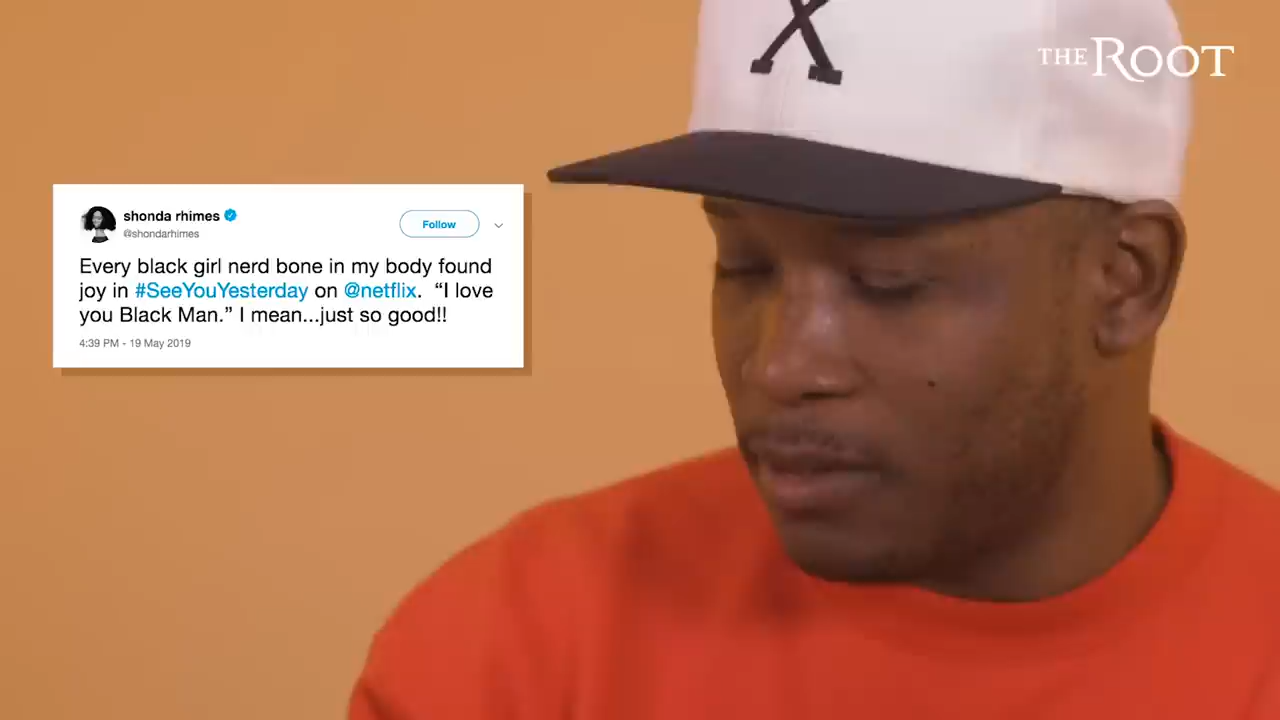 X
THE ROOT
shonda rhimes
@shondarhimes
Follow
Every black girl nerd bone in my body found
joy in #SeeYouYesterday on @netflix.  “I love
you Black Man.” I mean...just so good!!
4:39 PM - 19 May 2019